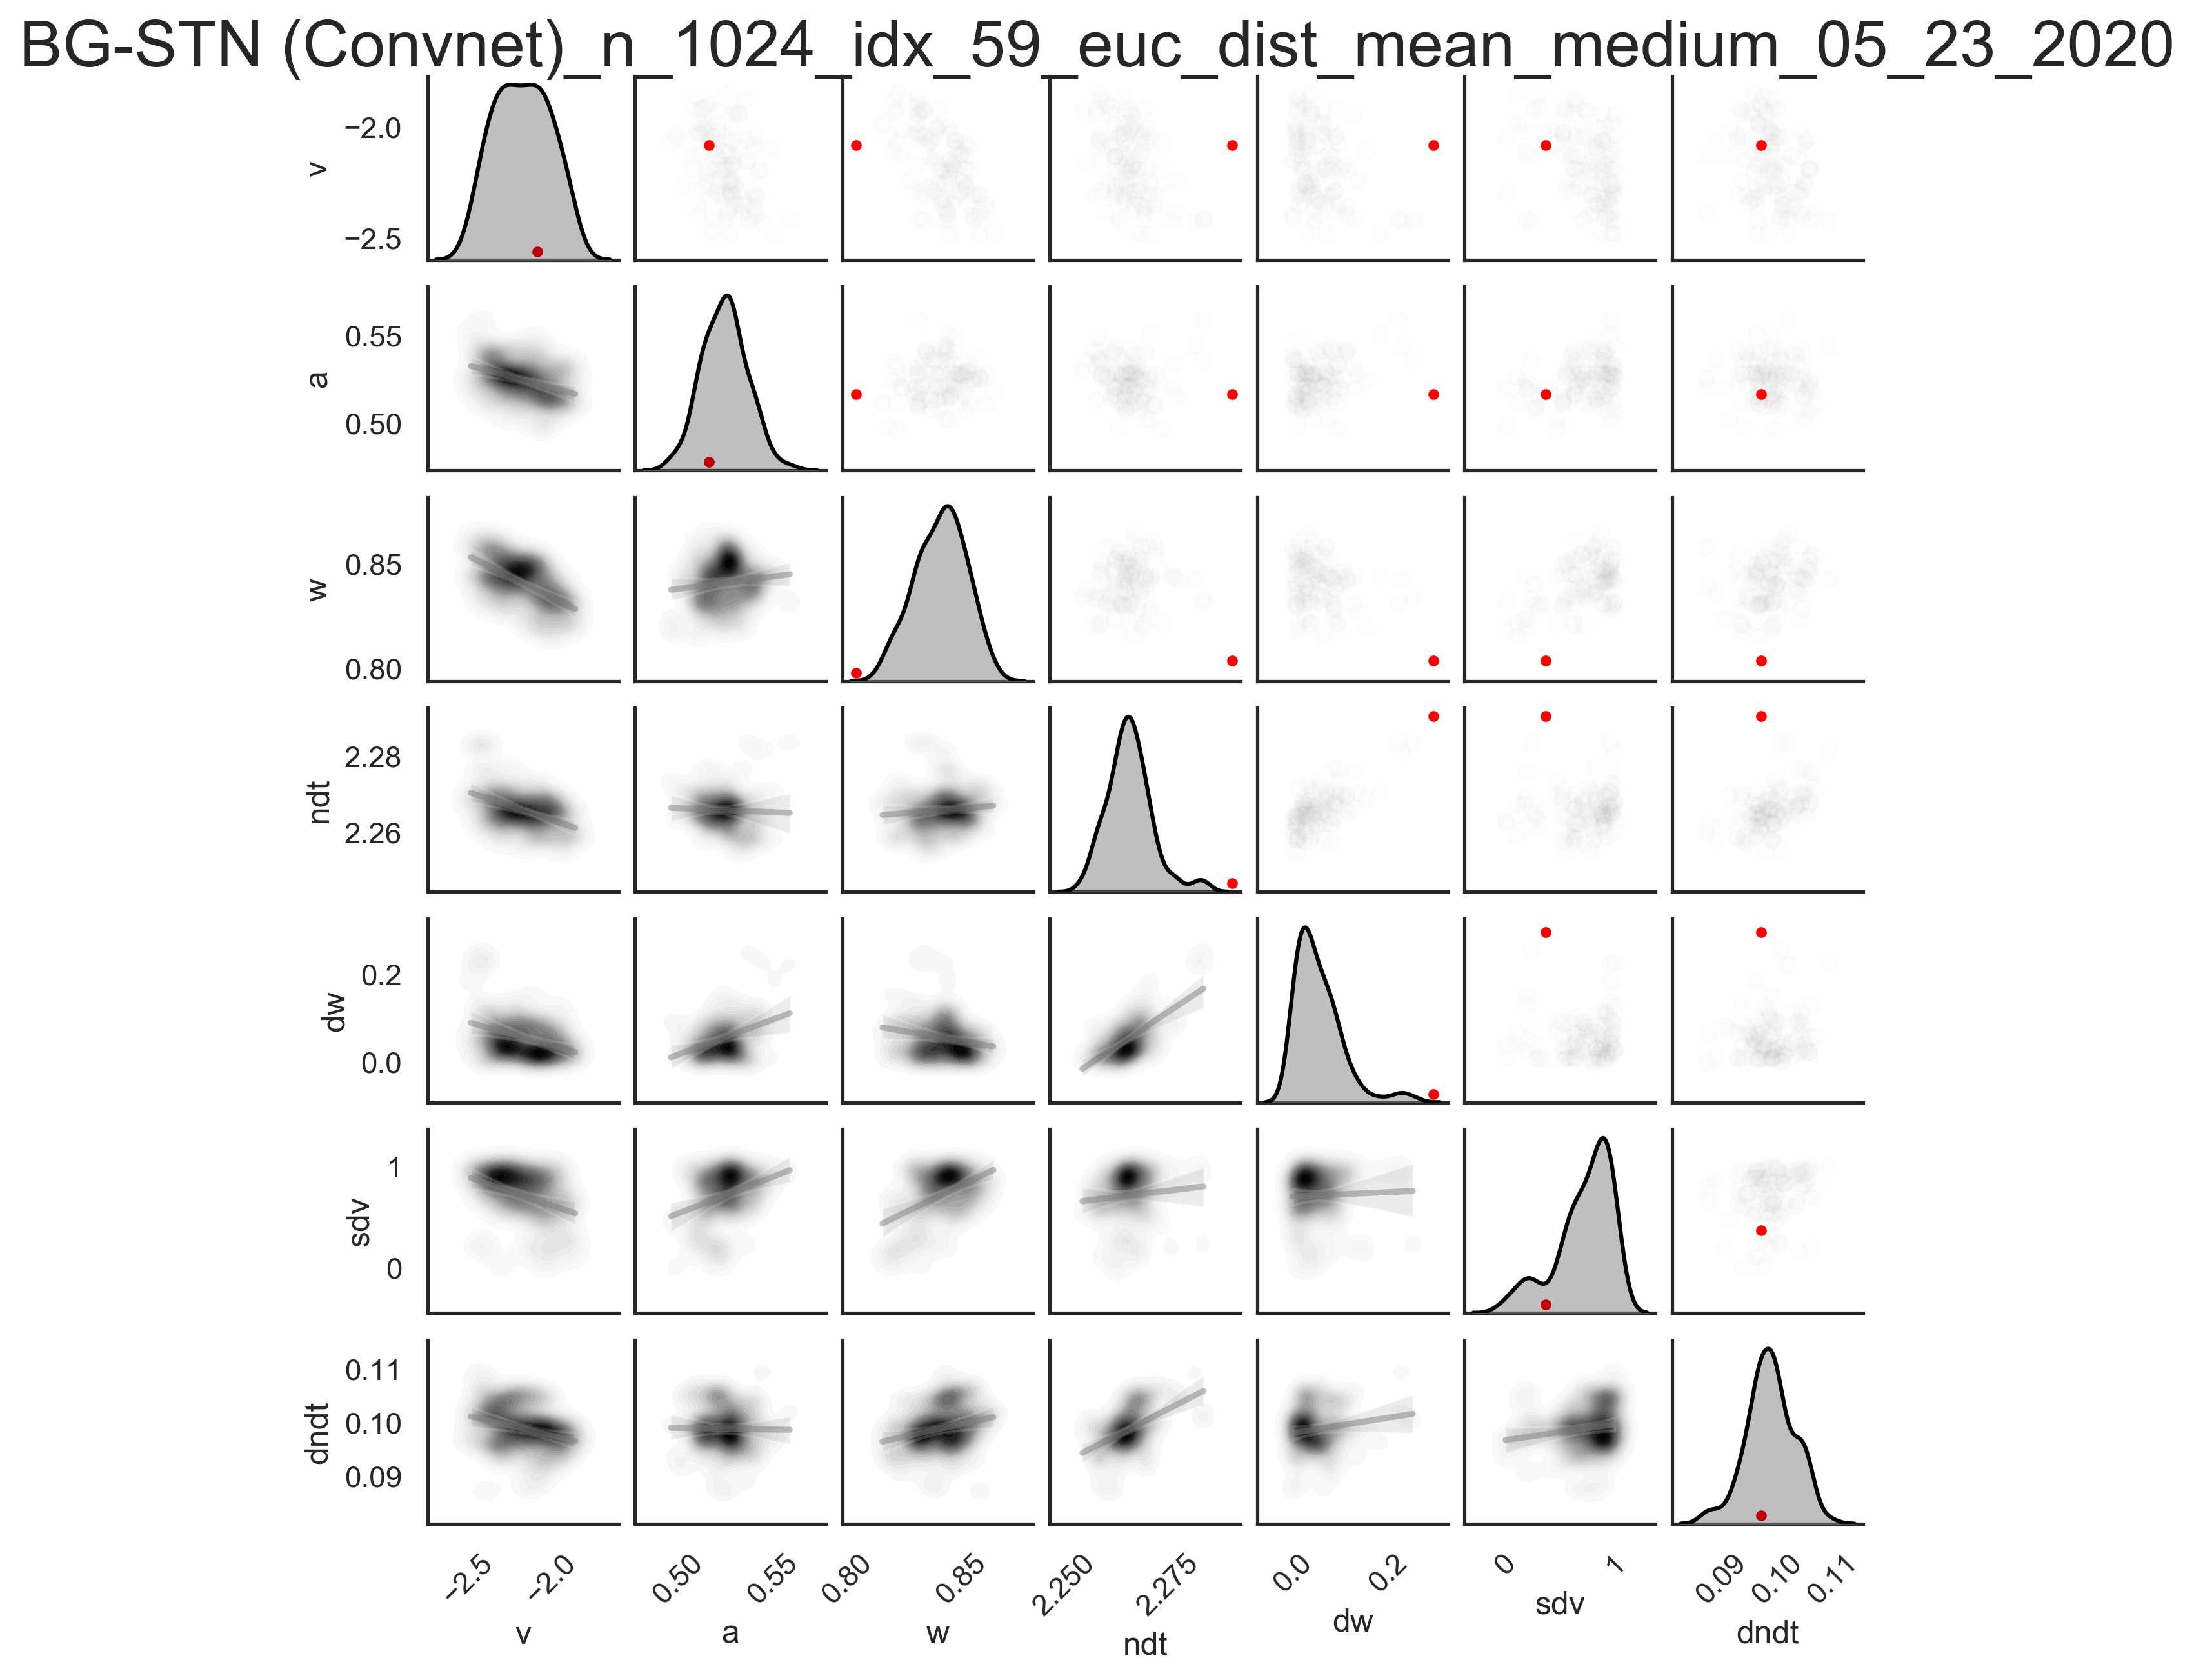 BG-STN (Convnet)_n_1024_idx_59_euc_dist_mean_medium_05_23_2020
v
−2.0
−2.5
a
0.55
0.50
w
0.85
0.80
ndt
2.28
2.26
dw
0.2
0.0
sdv
1
0
dndt
0.11
0.10
0.09
−2.5 −2.0 0.50 0.55 0.80 0.85 2.250 2.275 0.0 0.2 0 1 0.09 0.10 0.11
v a w ndt dw sdv dndt